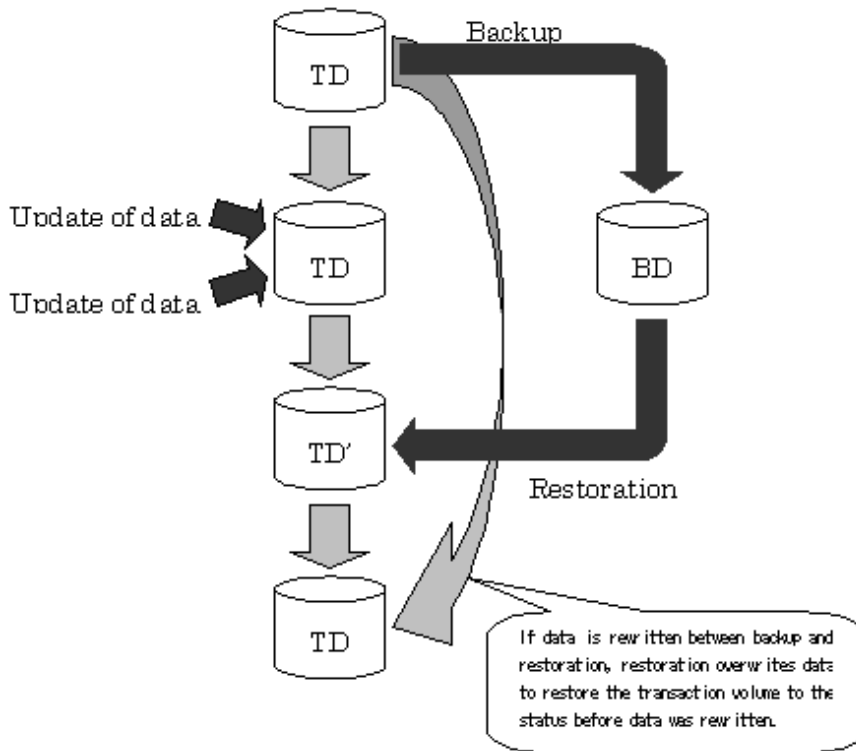 Backup
TD
Update of data
TD
BD
Update of data
TD'
Restoration
TD
If data is rewritten between backup and
restoration, restoration overwrites data
to restore the transaction volume to the
status before data was rewritten.